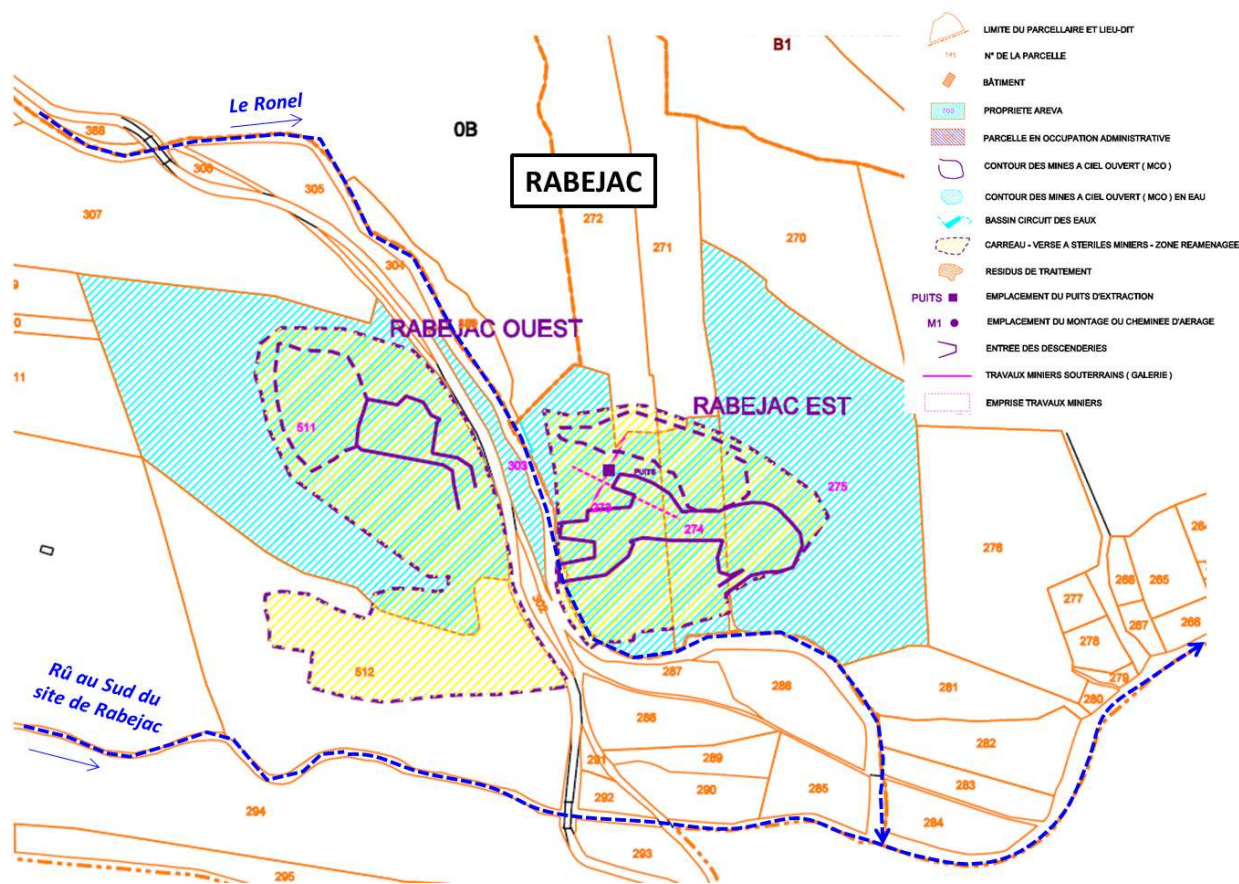 B1
LIMITE DU PARCELLAIRE ET LIEU-DIT
145
N° DE LA PARCELLE
BÂTIMENT
700
PROPRIETE AREVA
PARCELLE EN OCCUPATION ADMINISTRATIVE
CONTOUR DES MINES A CIEL OUVERT ( MCO )
CONTOUR DES MINES A CIEL OUVERT ( MCO ) EN EAU
BASSIN CIRCUIT DES EAUX
CARREAU - VERSE A STERILES MINIERS - ZONE REAMENAGEE
RESIDUS DE TRAITEMENT
PUITS
EMPLACEMENT DU PUITS D'EXTRACTION
M1
EMPLACEMENT DU MONTAGE OU CHEMINEE D'AERAGE
ENTREE DES DESCENDERIES
TRAVAUX MINIERS SOUTERRAINS ( GALERIE )
EMPRISE TRAVAUX MINIERS
Le Ronel
0B
RABEJAC
306
305
307
272
271
270
304
RABEJAC OUEST
RABEJAC EST
11
511
303
PUITS
273
274
275
276
268
265
277
267
266
278
279
280
302
512
287
286
281
Rû au Sud du
site de Rabejac
288
282
291
289
283
292
290
285
284
294
293
295